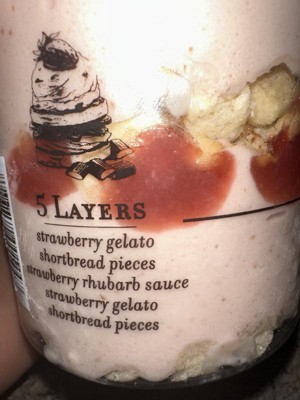 5 LAYERS
strawberry gelato
shortbread pieces
strawberry rhubarb sauce
strawberry gelato
shortbread pieces